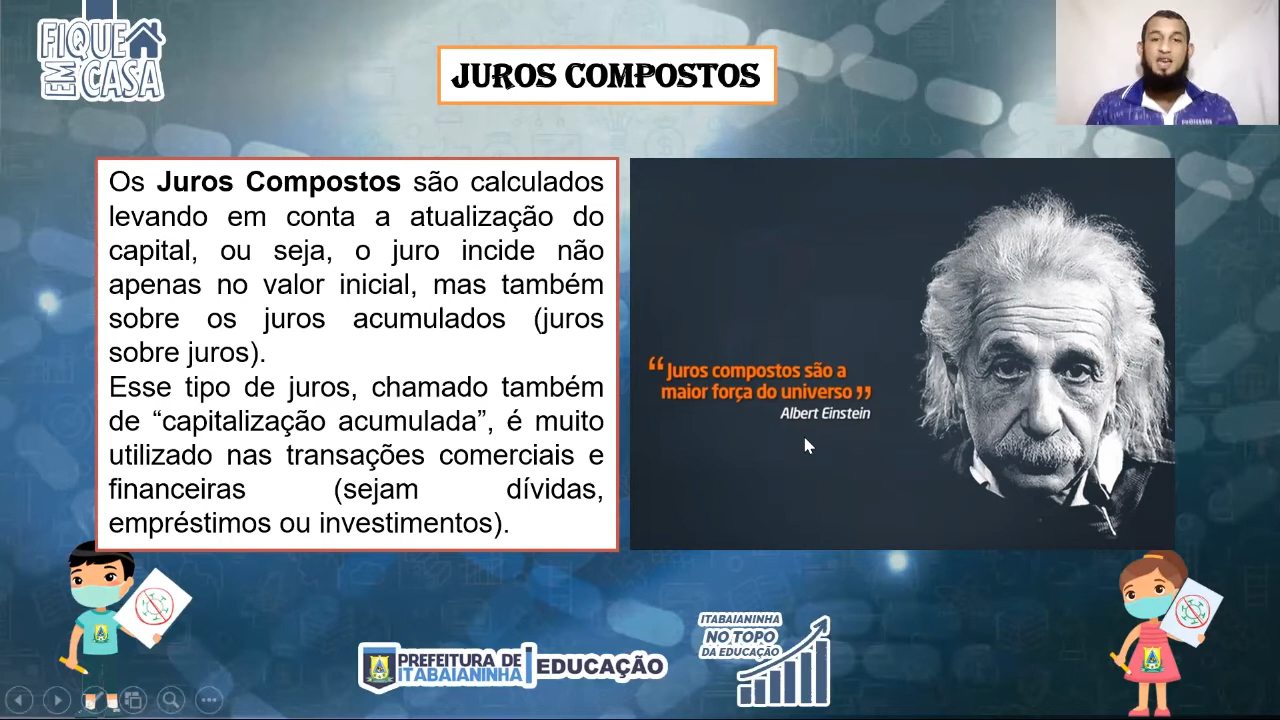 FIQUE
EM CASA
JUROS COMPOSTOS
Os Juros Compostos são calculados
levando em conta a atualização do
capital, ou seja, o juro incide não
apenas no valor inicial, mas também
sobre os juros acumulados (juros
sobre juros).
Esse tipo de juros, chamado também
de “capitalização acumulada”, é muito
utilizado nas transações comerciais e
financeiras (sejam dívidas,
empréstimos ou investimentos).
“Juros compostos são a
maior força do universo”
Albert Einstein
PREFEITURA DE
ITABAIANINHA
EDUCAÇÃO
ITABAIANINHA
NO TOPO
DA EDUCAÇÃO